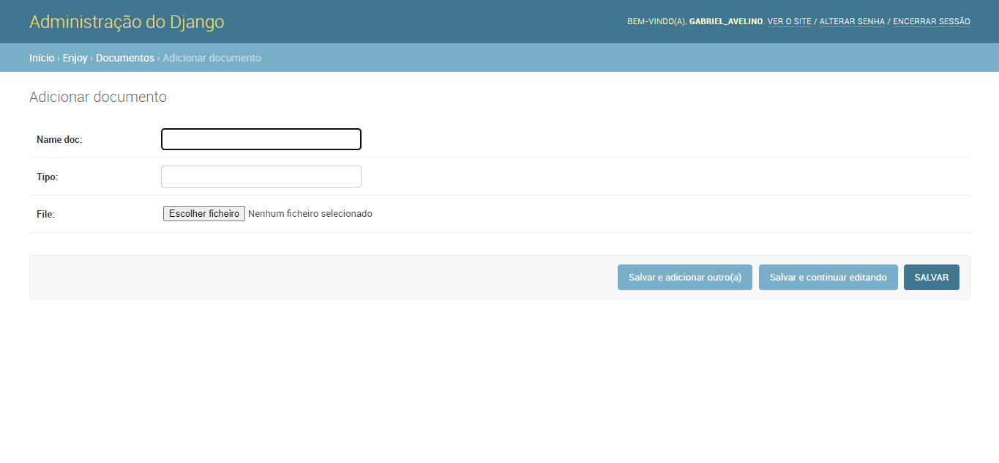 Administração do Django
BEM-VINDO(A), GABRIEL_AVELINO. VER O SITE / ALTERAR SENHA / ENCERRAR SESSÃO
Início › Enjoy › Documentos › Adicionar documento
Adicionar documento
Name doc:
Tipo:
File: Escolher ficheiro Nenhum ficheiro selecionado
Salvar e adicionar outro(a) Salvar e continuar editando SALVAR